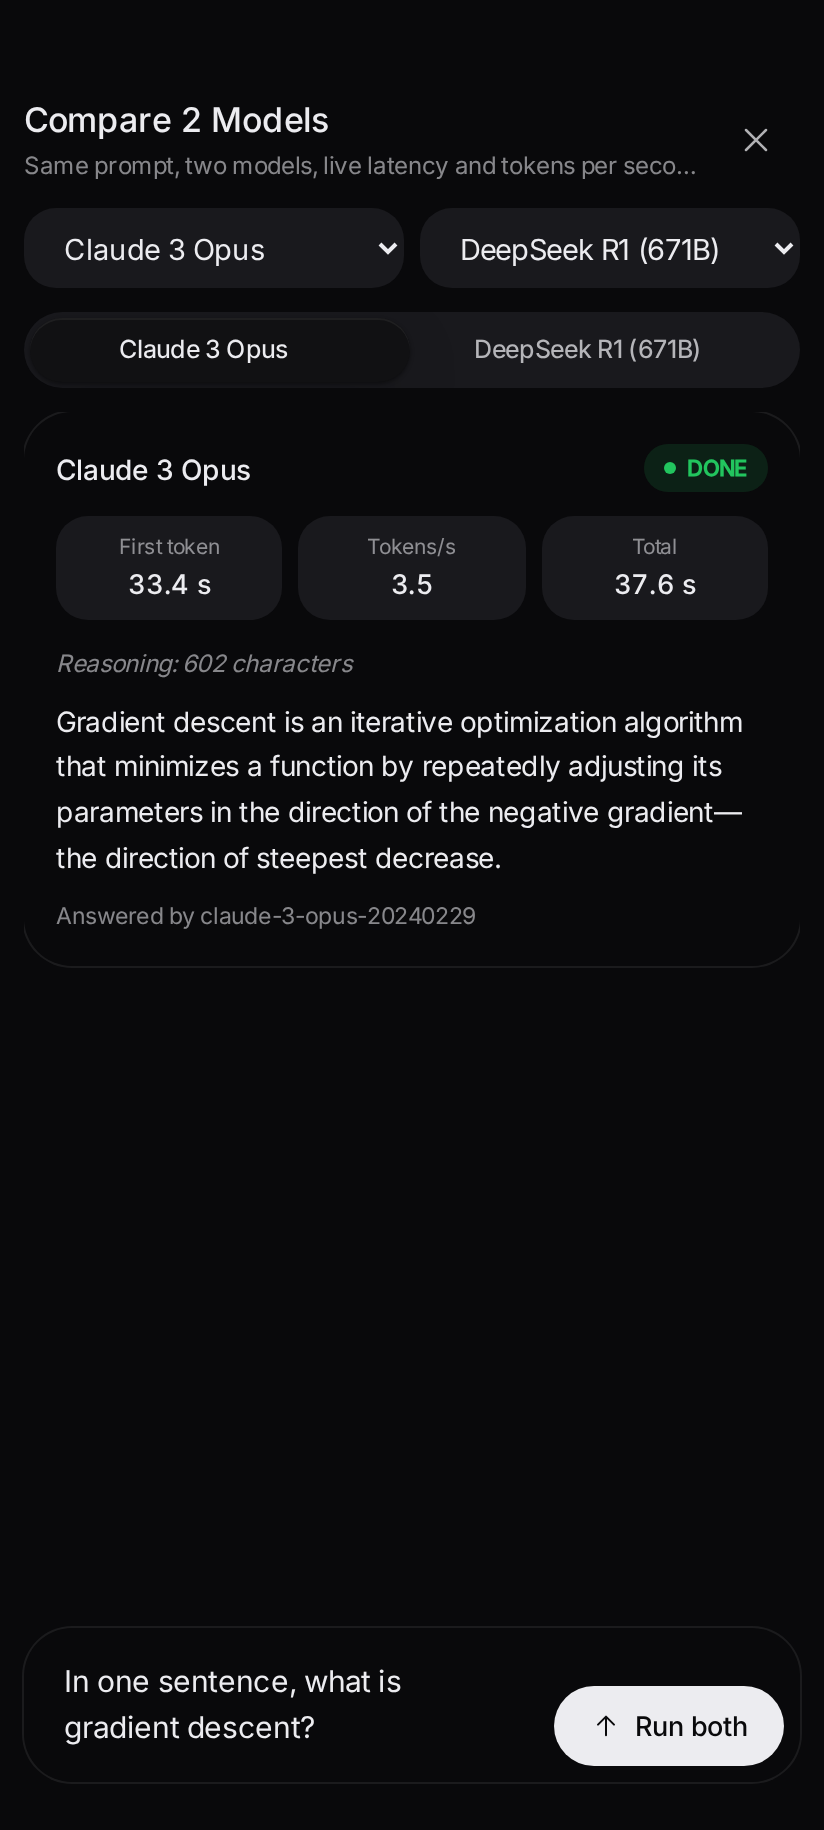 Compare 2 Models
Same prompt, two models, live latency and tokens per seco...
Claude 3 Opus
DeepSeek R1 (671B)
Claude 3 Opus
DeepSeek R1 (671B)
Claude 3 Opus
DONE
First token
33.4 s
Tokens/s
3.5
Total
37.6 s
Reasoning: 602 characters
Gradient descent is an iterative optimization algorithm
that minimizes a function by repeatedly adjusting its
parameters in the direction of the negative gradient—
the direction of steepest decrease.
Answered by claude-3-opus-20240229
In one sentence, what is
gradient descent?
Run both